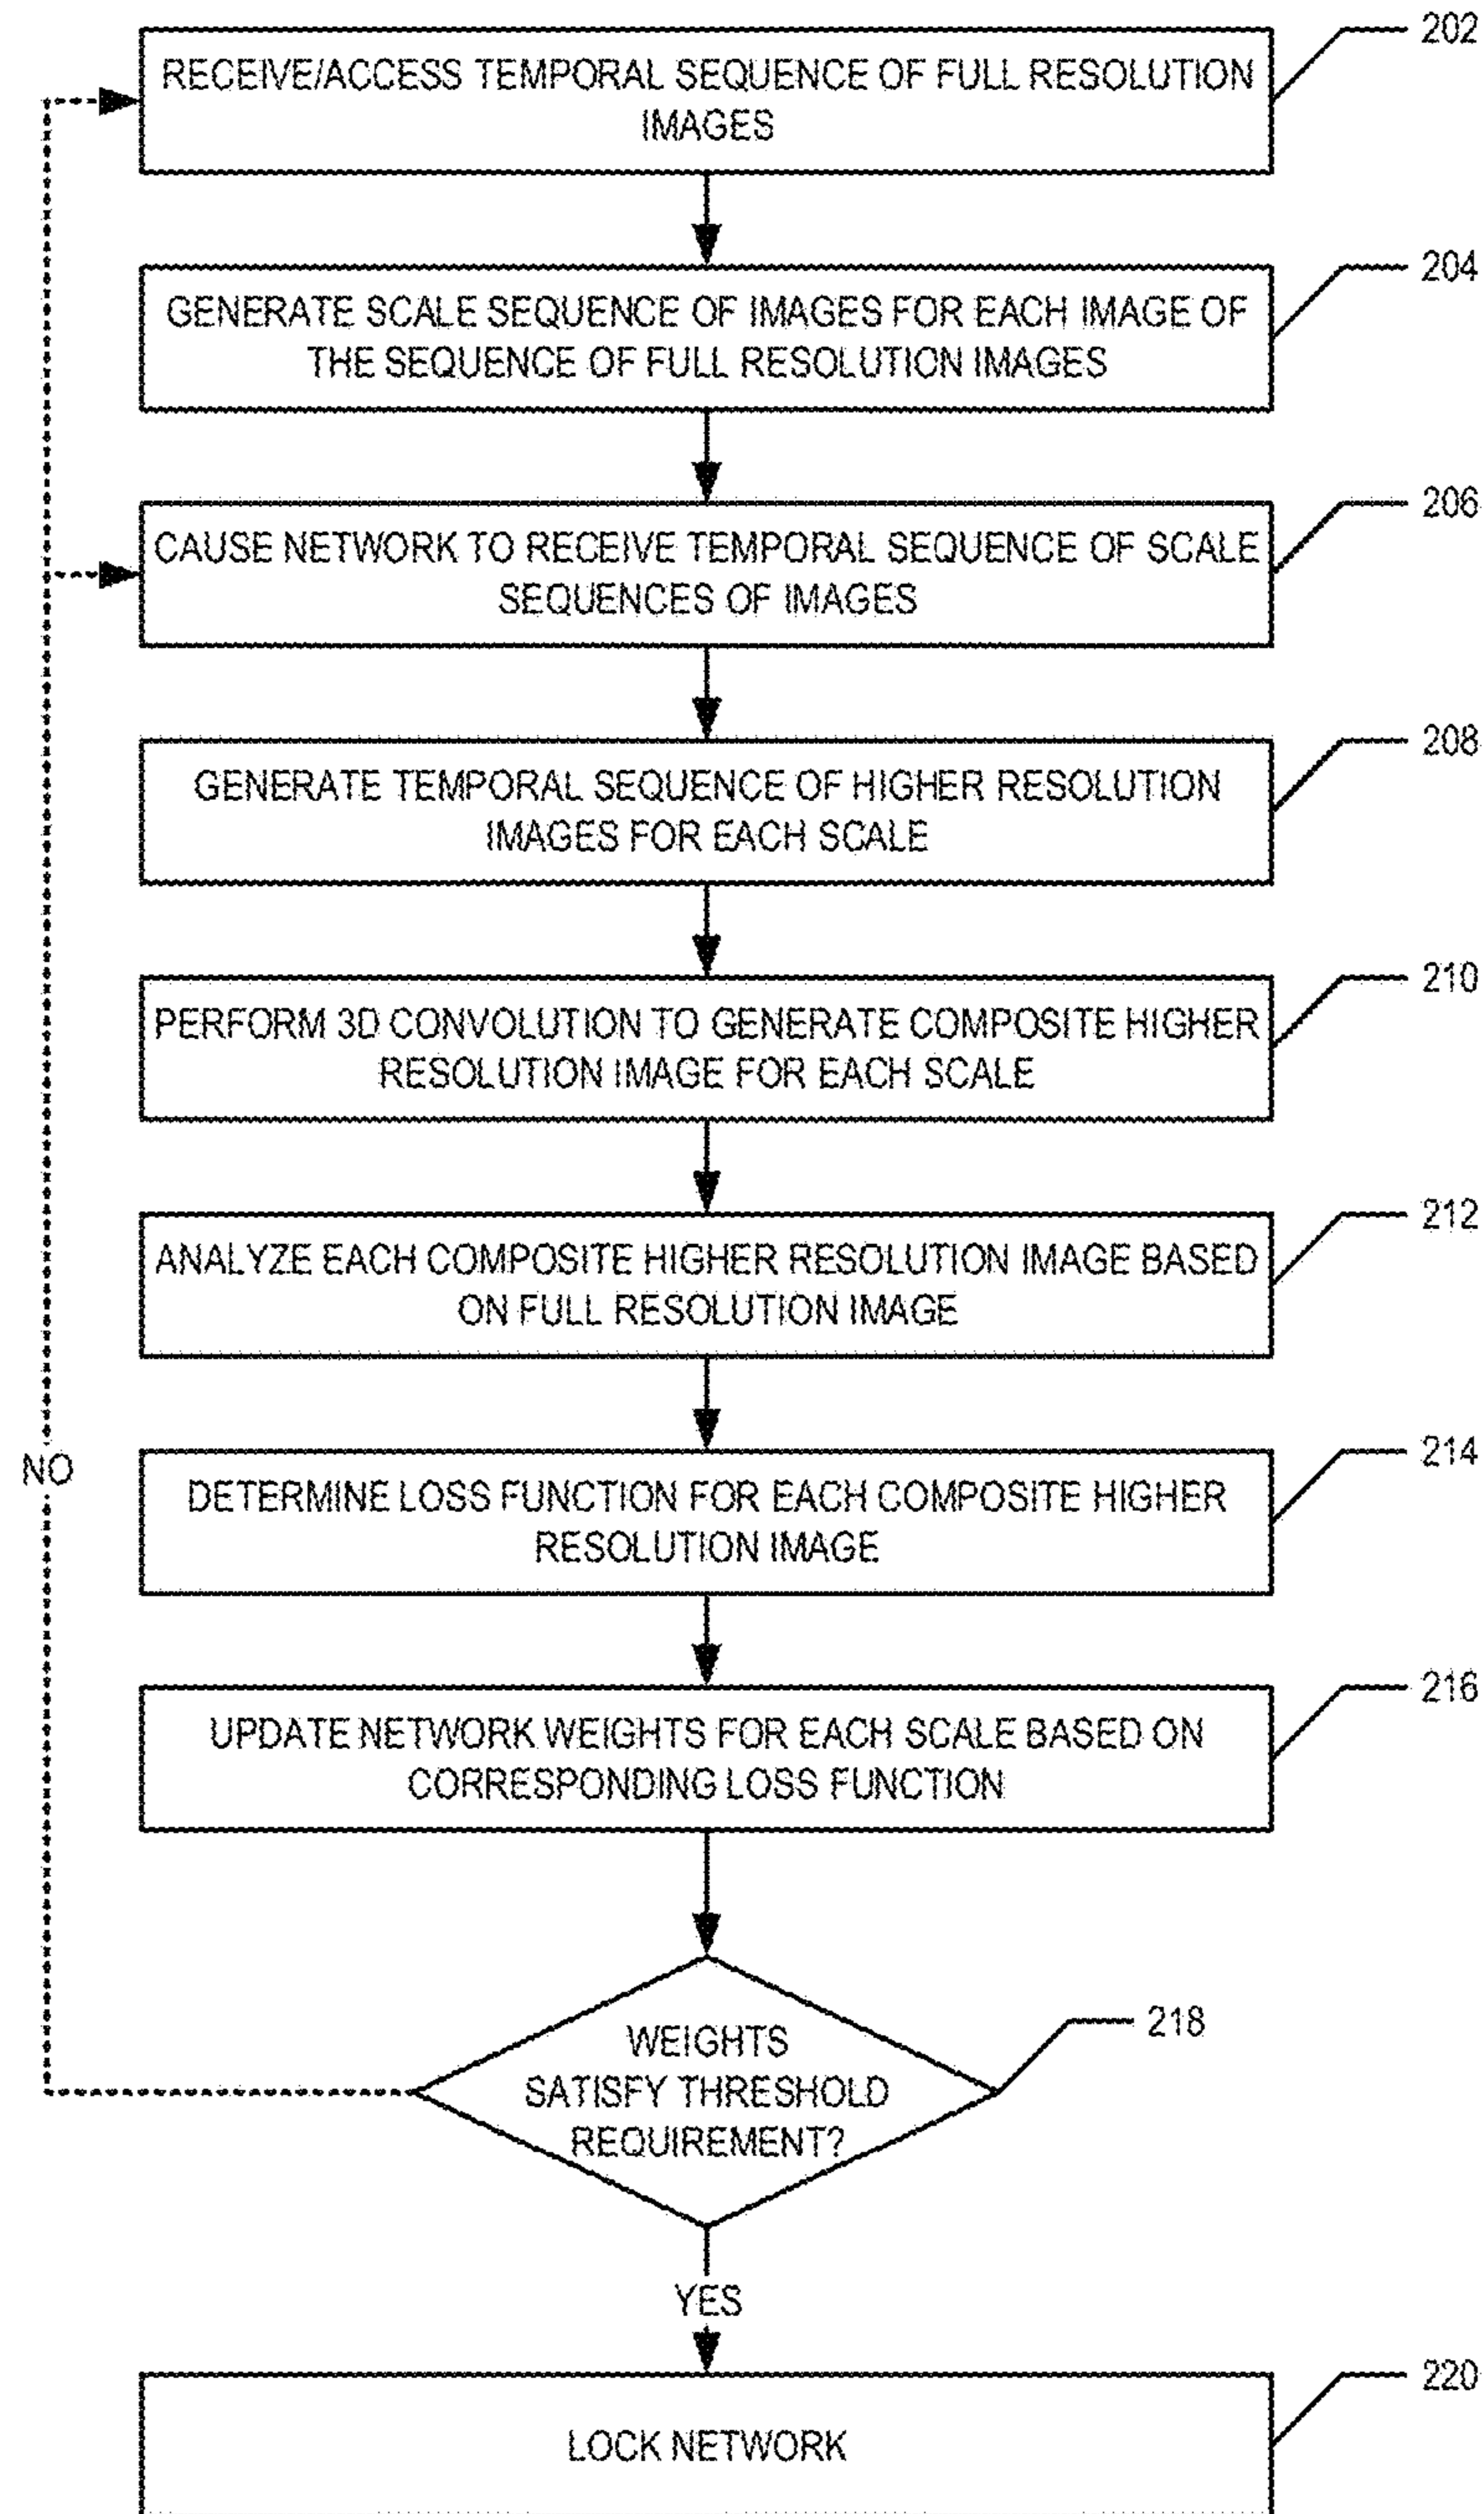 202
RECEIVE/ACCESS TEMPORAL SEQUENCE OF FULL RESOLUTION
IMAGES
204
GENERATE SCALE SEQUENCE OF IMAGES FOR EACH IMAGE OF
THE SEQUENCE OF FULL RESOLUTION IMAGES
206
CAUSE NETWORK TO RECEIVE TEMPORAL SEQUENCE OF SCALE
SEQUENCES OF IMAGES
208
GENERATE TEMPORAL SEQUENCE OF HIGHER RESOLUTION
IMAGES FOR EACH SCALE
210
PERFORM 3D CONVOLUTION TO GENERATE COMPOSITE HIGHER
RESOLUTION IMAGE FOR EACH SCALE
212
ANALYZE EACH COMPOSITE HIGHER RESOLUTION IMAGE BASED
ON FULL RESOLUTION IMAGE
214
NO
DETERMINE LOSS FUNCTION FOR EACH COMPOSITE HIGHER
RESOLUTION IMAGE
216
UPDATE NETWORK WEIGHTS FOR EACH SCALE BASED ON
CORRESPONDING LOSS FUNCTION
218
WEIGHTS
SATISFY THRESHOLD
REQUIREMENT?
YES
220
LOCK NETWORK